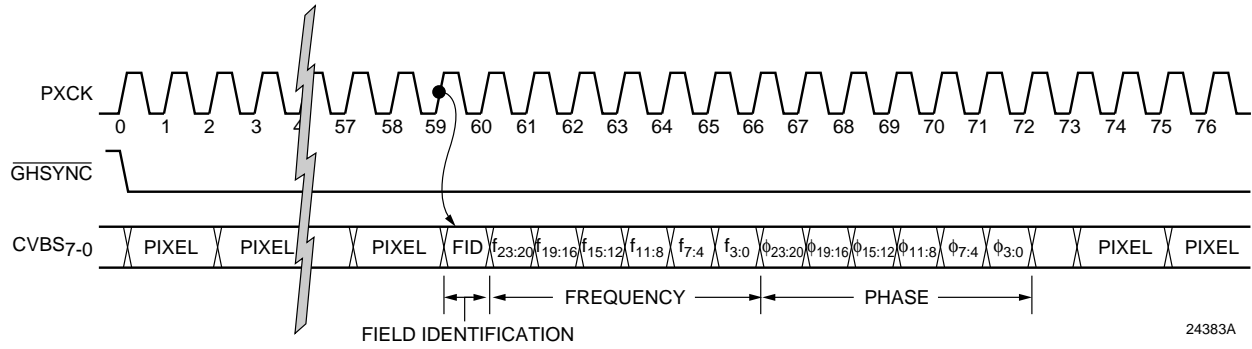 PXCK
0 1 2 3 4 57 58 59 60 61 62 63 64 65 66 67 68 69 70 71 72 73 74 75 76
GHSYNC
CVBS7-0 PIXEL PIXEL PIXEL FID f23:20 f19:16 f15:12 f11:8 f7:4 f3:0 ϕ23:20 ϕ19:16 ϕ15:12 ϕ11:8 ϕ7:4 ϕ3:0 PIXEL PIXEL
FREQUENCY PHASE
FIELD IDENTIFICATION
24383A